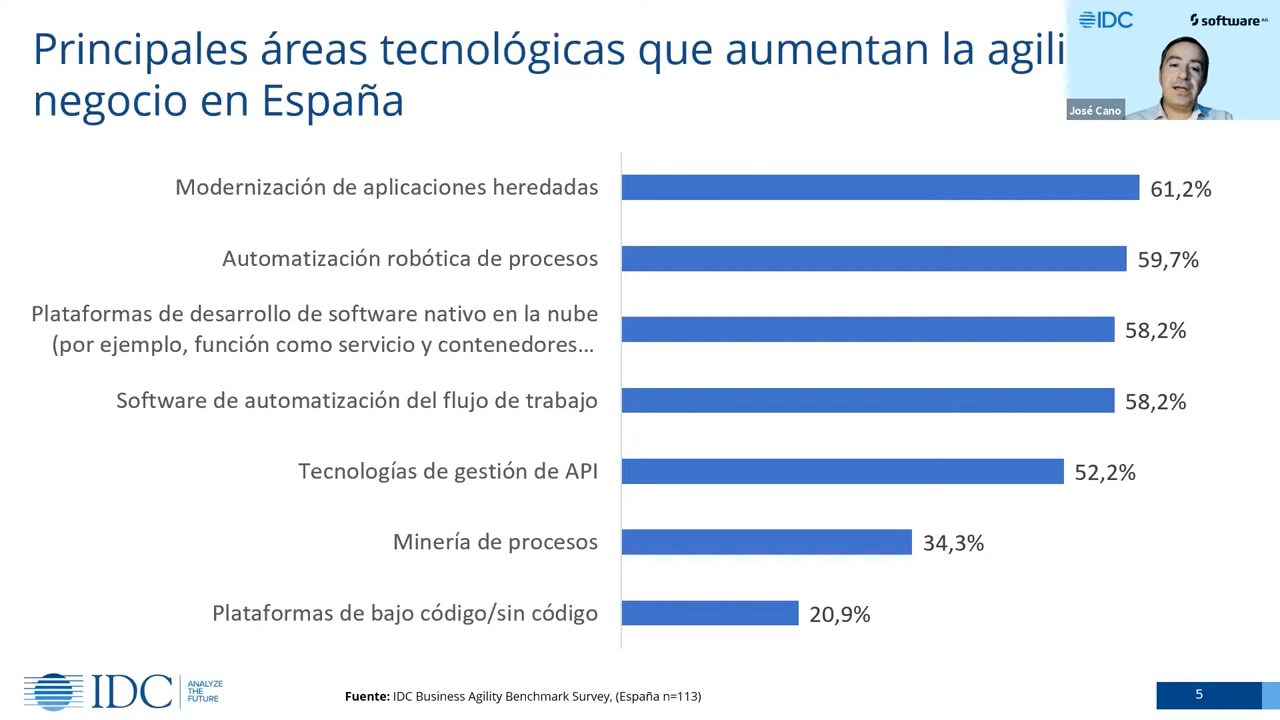 Principales áreas tecnológicas que aumentan la agili
negocio en España
IDC
software AG
José Cano
Modernización de aplicaciones heredadas
61,2%
Automatización robótica de procesos
59,7%
Plataformas de desarrollo de software nativo en la nube
(por ejemplo, función como servicio y contenedores...
58,2%
Software de automatización del flujo de trabajo
58,2%
Tecnologías de gestión de API
52,2%
Minería de procesos
34,3%
Plataformas de bajo código/sin código
20,9%
IDC
ANALYZE
THE
FUTURE
Fuente: IDC Business Agility Benchmark Survey, (España n=113)
5